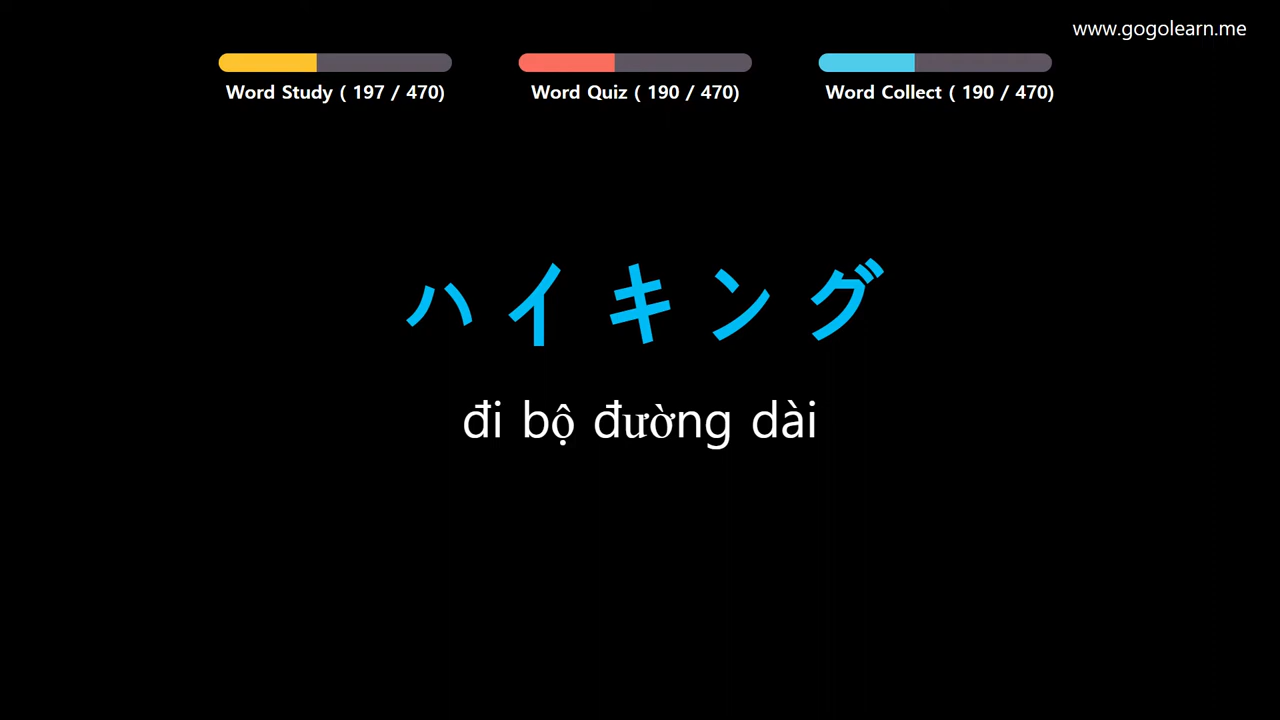 www.gogolearn.me
Word Study ( 197 / 470)
Word Quiz ( 190 / 470)
Word Collect ( 190 / 470)
ハイキング
đi bộ đường dài